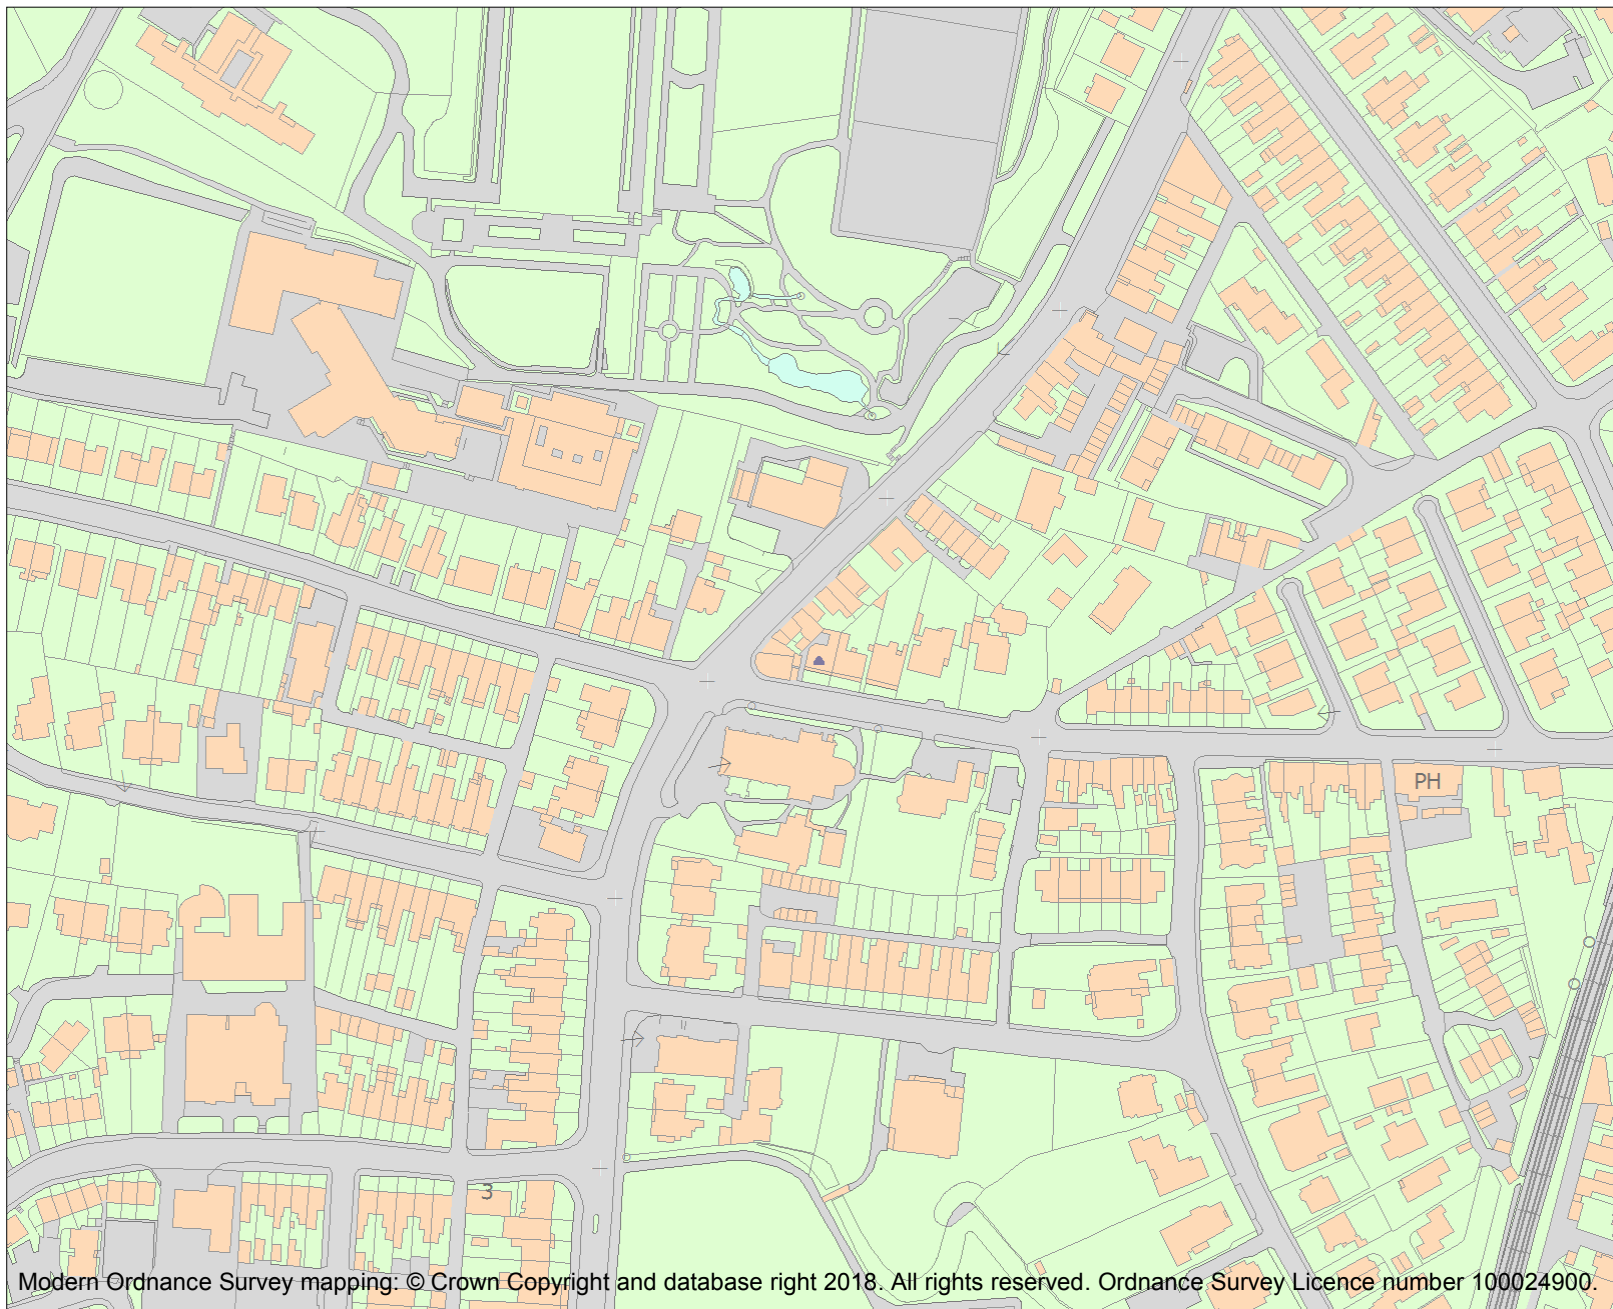 PH
3
Modern Ordnance Survey mapping: © Crown Copyright and database right 2018. All rights reserved. Ordnance Survey Licence number 100024900.